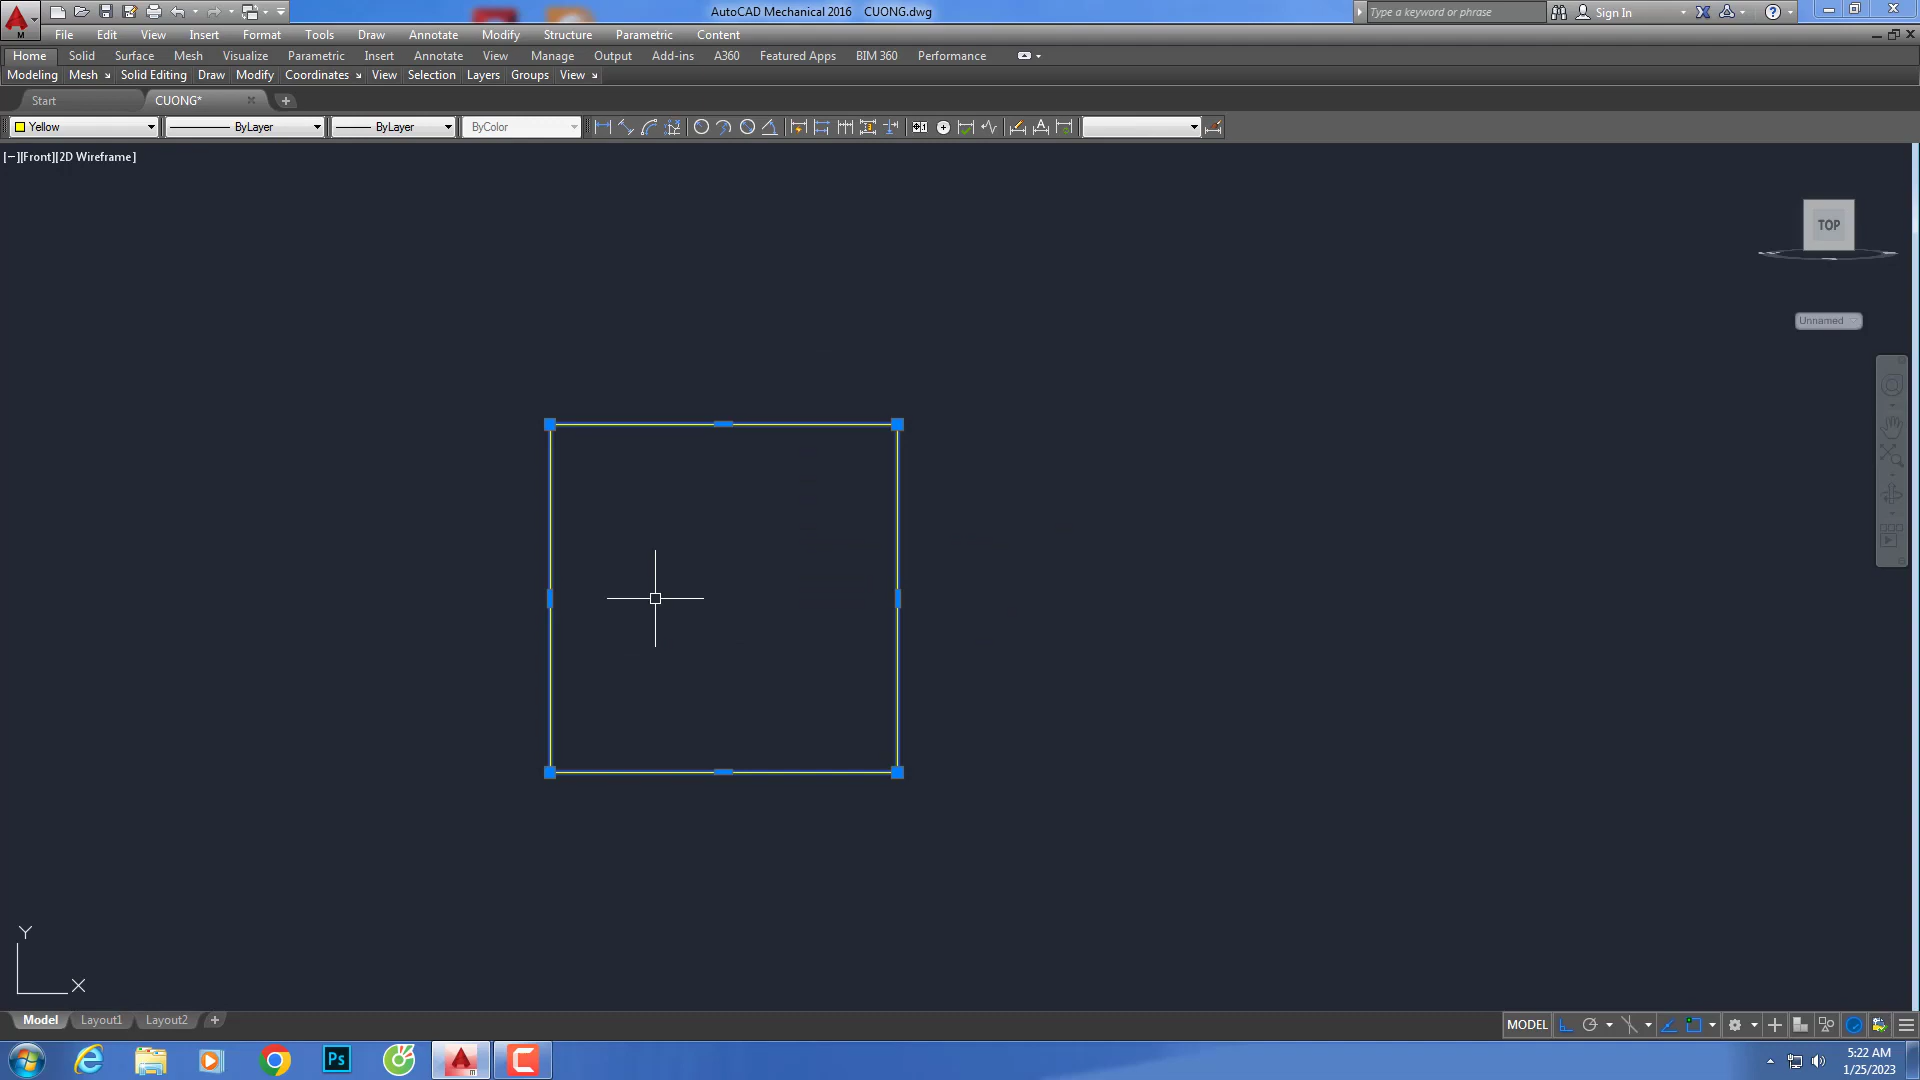 AutoCAD Mechanical 2016 CUONG.dwg
Type a keyword or phrase
Sign In
M
File Edit View Insert Format Tools Draw Annotate Modify Structure Parametric Content
Home Solid Surface Mesh Visualize Parametric Insert Annotate View Manage Output Add-ins A360 Featured Apps BIM 360 Performance
Modeling Mesh Solid Editing Draw Modify Coordinates View Selection Layers Groups View
Start CUONG*
Yellow ByLayer ByLayer ByColor
[−][Front][2D Wireframe]
TOP
Unnamed
Y
X
Model Layout1 Layout2
MODEL
Ps
m
5:22 AM
1/25/2023